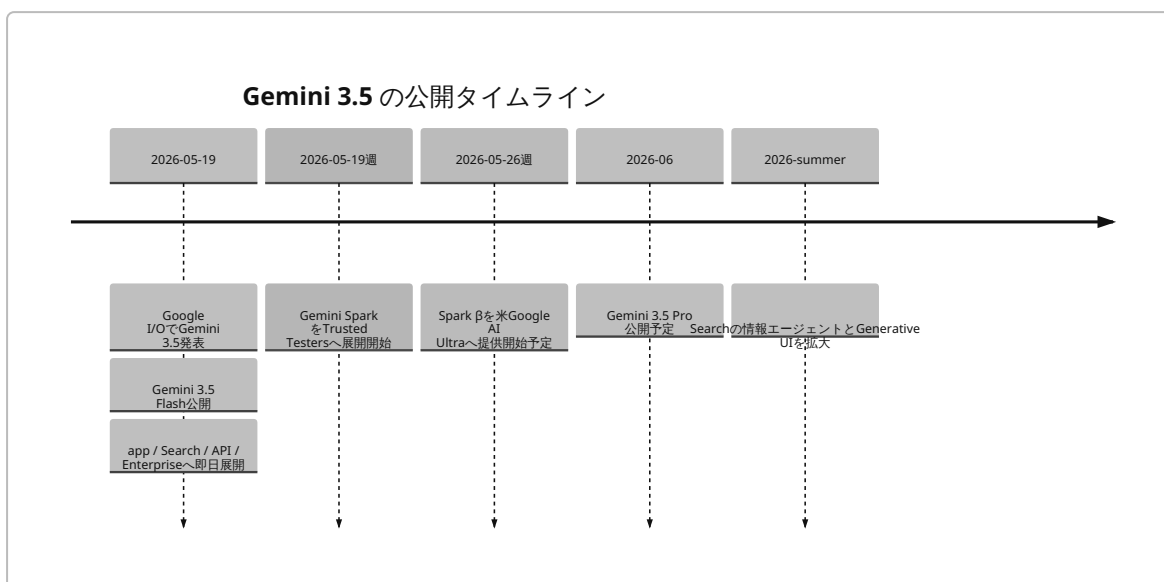 Gemini 3.5 の公開タイムライン
2026-05-19
2026-05-19週
2026-05-26週
2026-06
2026-summer
Google
I/OでGemini
3.5発表
Gemini 3.5
Flash公開
app / Search / API /
Enterpriseへ即日展開
Gemini Spark
をTrusted
Testersへ展開開始
Spark βを米Google
AI
Ultraへ提供開始予定
Gemini 3.5 Pro
公開予定
Searchの情報エージェントとGenerative
UIを拡大